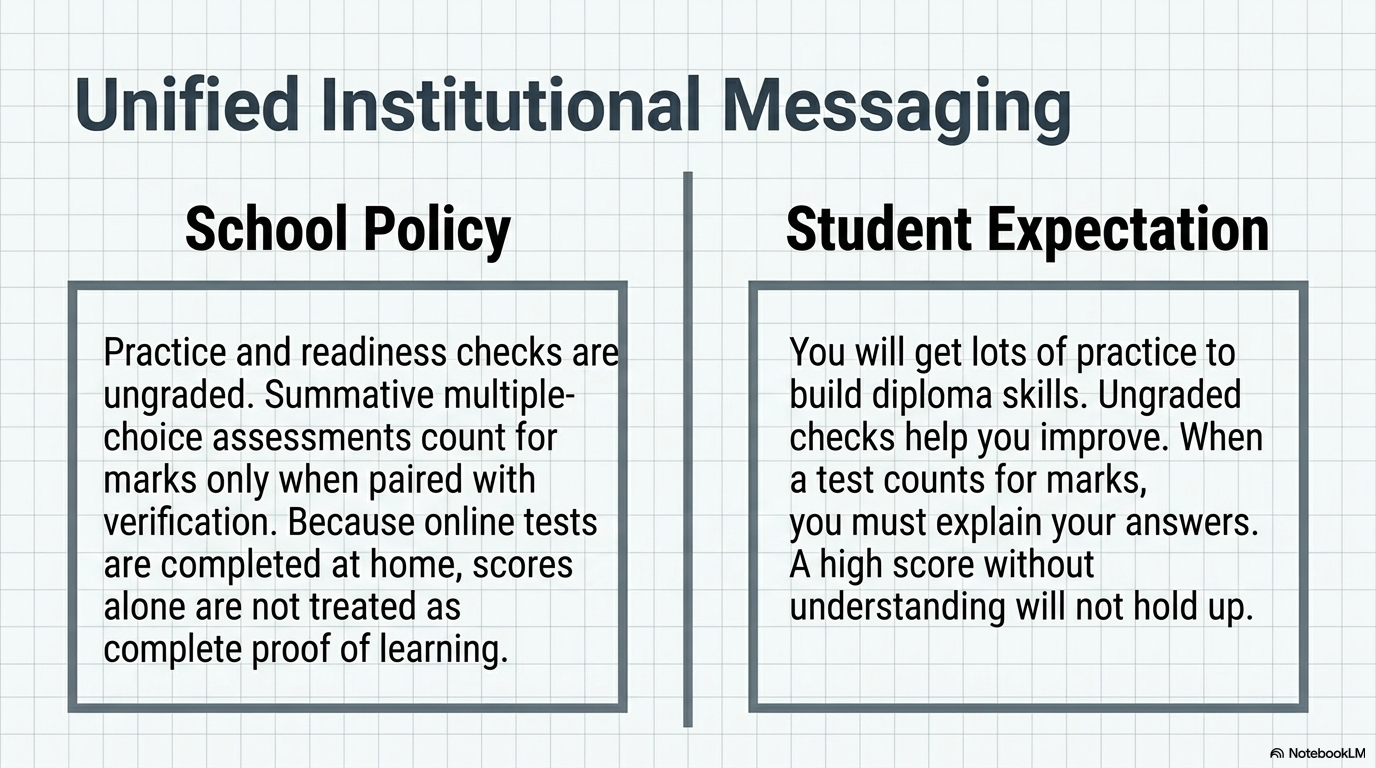 Unified Institutional Messaging
School Policy
Practice and readiness checks are
ungraded. Summative multiple-
choice assessments count for
marks only when paired with
verification. Because online tests
are completed at home, scores
alone are not treated as
complete proof of learning.
Student Expectation
You will get lots of practice to
build diploma skills. Ungraded
checks help you improve. When
a test counts for marks,
you must explain your answers.
A high score without
understanding will not hold up.
NotebookLM